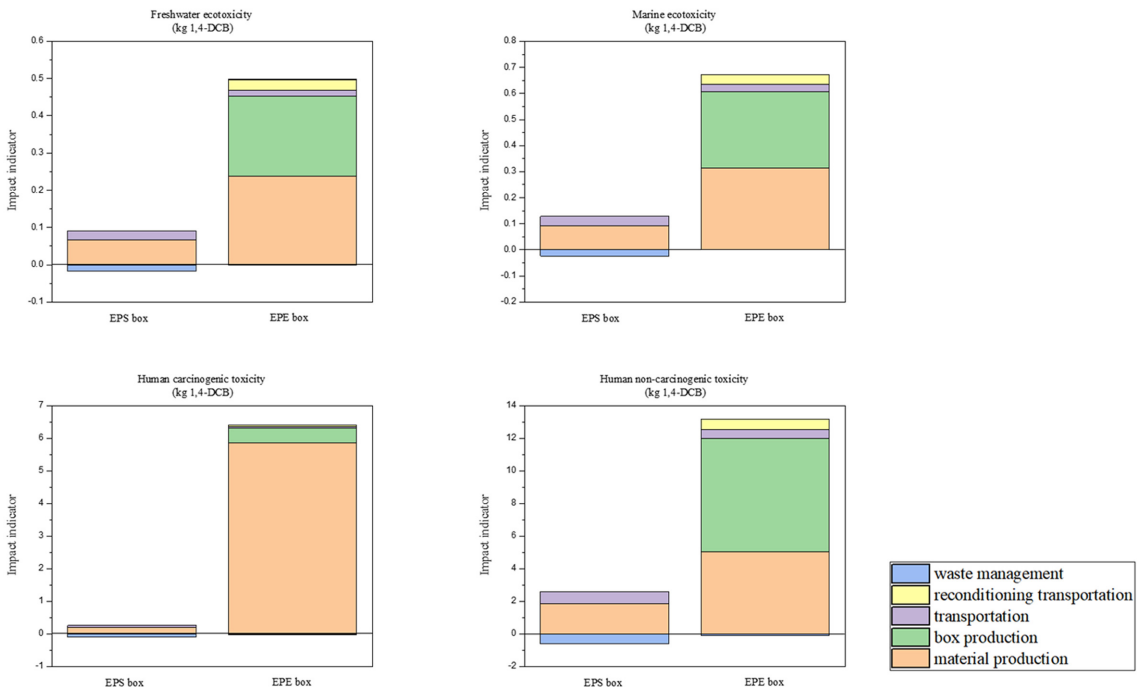 Freshwater ecotoxicity
(kg 1,4-DCB)
0.6
0.5
0.4
0.3
0.2
0.1
0.0
-0.1
Impact indicator
EPS box
EPE box
Marine ecotoxicity
(kg 1,4-DCB)
0.8
0.7
0.6
0.5
0.4
0.3
0.2
0.1
0.0
-0.1
-0.2
Impact indicator
EPS box
EPE box
Human carcinogenic toxicity
(kg 1,4-DCB)
7
6
5
4
3
2
1
0
-1
Impact indicator
EPS box
EPE box
Human non-carcinogenic toxicity
(kg 1,4-DCB)
14
12
10
8
6
4
2
0
-2
Impact indicator
EPS box
EPE box
waste management
reconditioning transportation
transportation
box production
material production